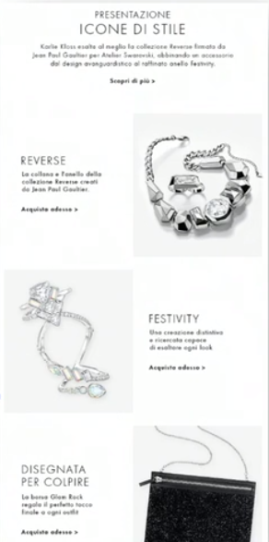 PRESENTAZIONE
ICONE DI STILE
Karlie Kloss esalta al meglio la collezione Reverse firmata da
Jean Paul Gaultier per Atelier Swarovski, abbinando un accessorio
dal design avanguardistico al raffinato anello Festivity.
Scopri di più >
REVERSE
La collana e l'anello della
collezione Reverse creati
da Jean Paul Gaultier.
Acquista adesso >
FESTIVITY
Una creazione distintiva
e ricercata capace
di esaltare ogni look
Acquista adesso >
DISEGNATA
PER COLPIRE
La borsa Glam Rock
regala il perfetto tocco
finale a ogni outfit
Acquista adesso >